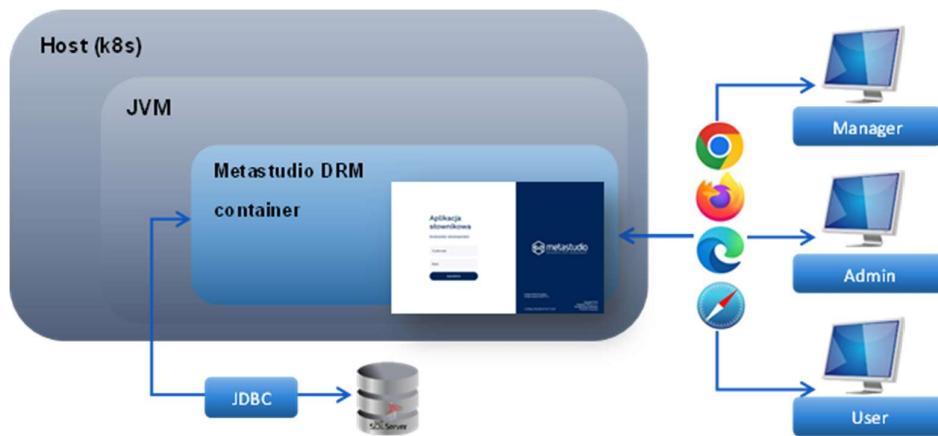 Host (k8s)
JVM
Metastudio DRM
container
Aplikacja
słownikowa
metastudio
Manager
Admin
User
JDBC
SQL Server